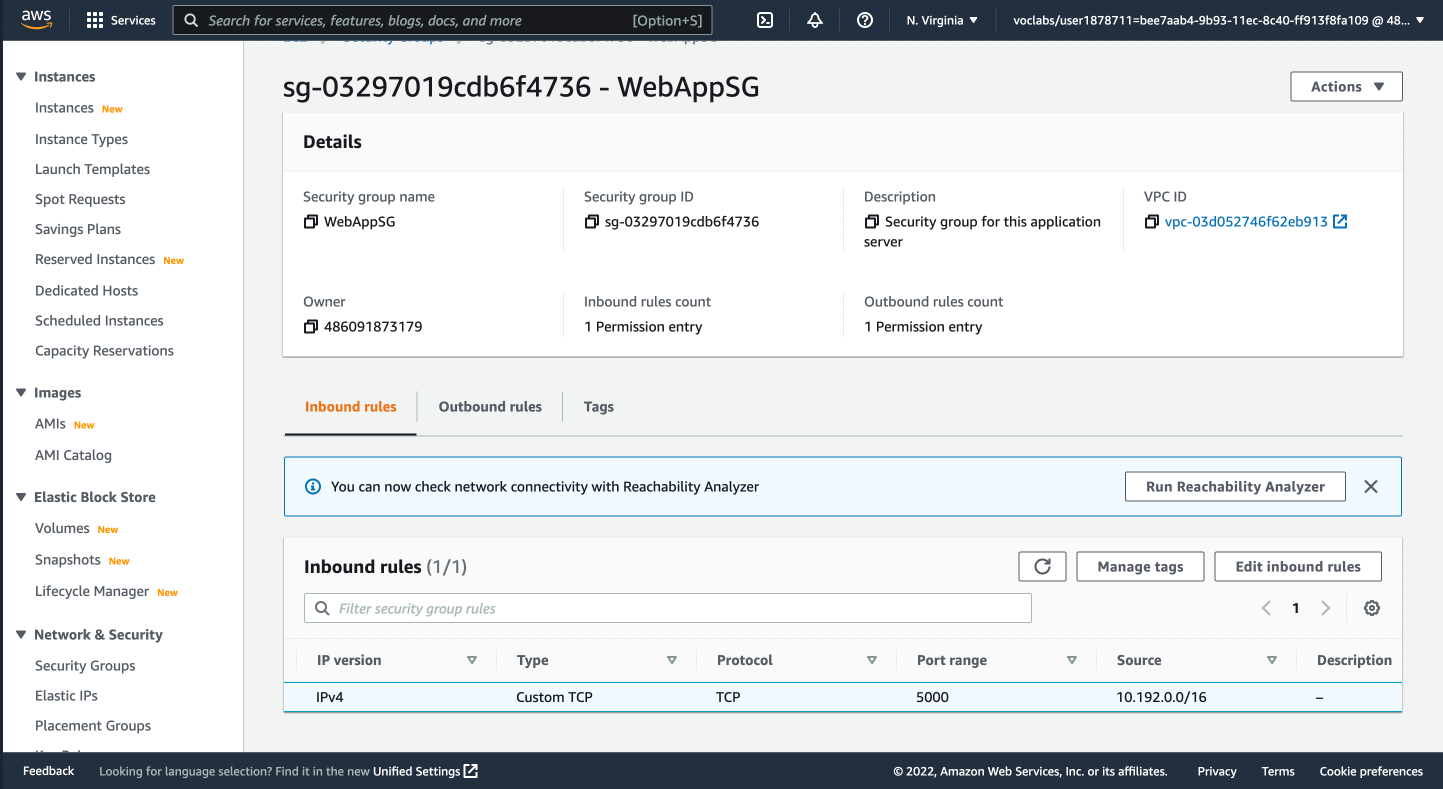 aws
Services
Search for services, features, blogs, docs, and more
[Option+S]
N. Virginia
voclabs/user1878711=bee7aab4-9b93-11ec-8c40-ff913f8fa109 @ 48...
Instances
Instances New
Instance Types
Launch Templates
Spot Requests
Savings Plans
Reserved Instances New
Dedicated Hosts
Scheduled Instances
Capacity Reservations
Images
AMIs New
AMI Catalog
Elastic Block Store
Volumes New
Snapshots New
Lifecycle Manager New
Network & Security
Security Groups
Elastic IPs
Placement Groups
sg-03297019cdb6f4736 - WebAppSG
Actions
Details
Security group name
WebAppSG
Security group ID
sg-03297019cdb6f4736
Description
Security group for this application
server
VPC ID
vpc-03d052746f62eb913
Owner
486091873179
Inbound rules count
1 Permission entry
Outbound rules count
1 Permission entry
Inbound rules
Outbound rules
Tags
You can now check network connectivity with Reachability Analyzer
Run Reachability Analyzer
Inbound rules (1/1)
Manage tags
Edit inbound rules
Filter security group rules
1
IP version Type Protocol Port range Source Description
IPv4 Custom TCP TCP 5000 10.192.0.0/16 –
Feedback
Looking for language selection? Find it in the new Unified Settings
© 2022, Amazon Web Services, Inc. or its affiliates.
Privacy
Terms
Cookie preferences